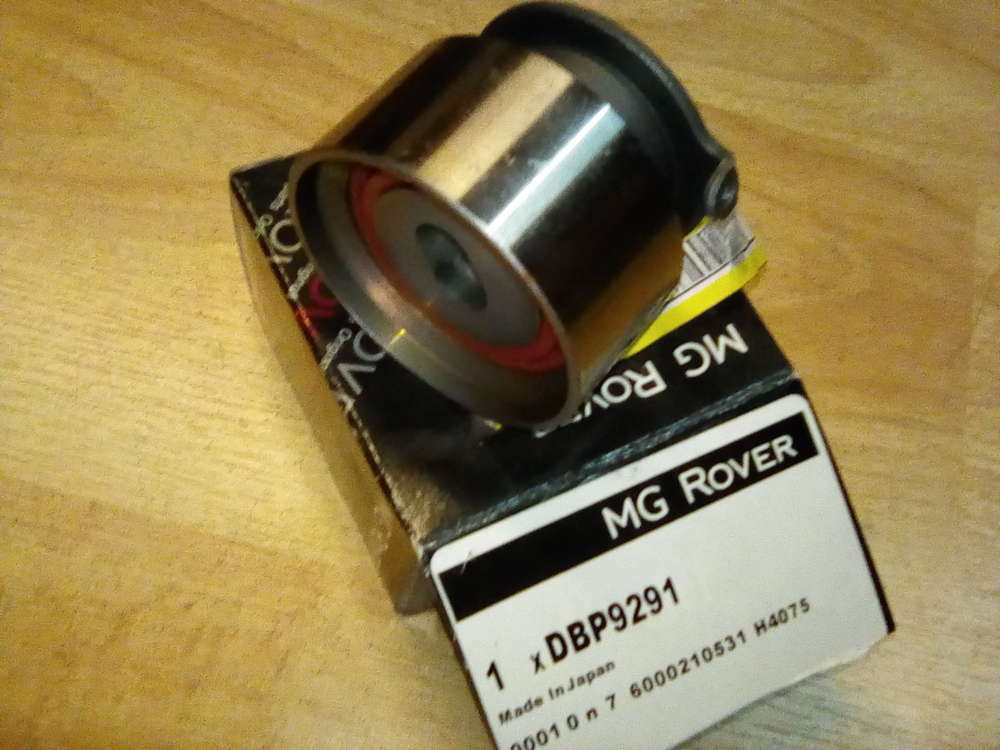 MG ROVER
MG ROVER
1 x DBP9291
Made In Japan
0001 0 n 7 6000210531 H4075